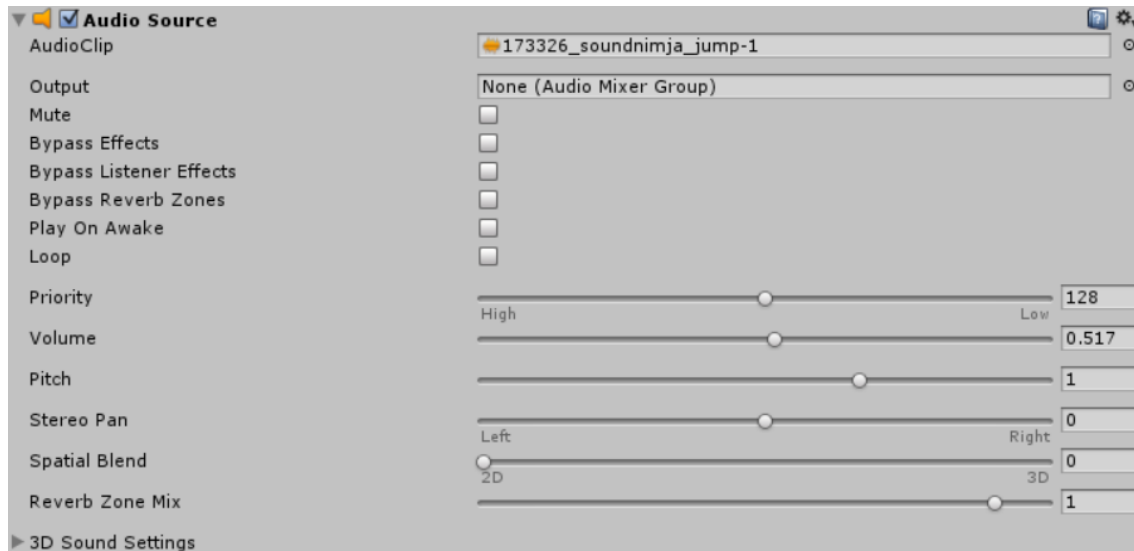 Audio Source
AudioClip 173326_soundnimja_jump-1
Output None (Audio Mixer Group)
Mute
Bypass Effects
Bypass Listener Effects
Bypass Reverb Zones
Play On Awake
Loop
Priority 128
High Low
Volume 0.517
Pitch 1
Stereo Pan 0
Left Right
Spatial Blend 0
2D 3D
Reverb Zone Mix 1
3D Sound Settings